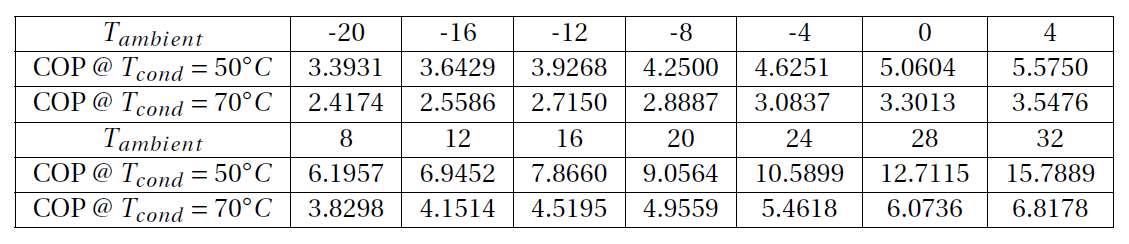 T_ambient -20 -16 -12 -8 -4 0 4
COP @ T_cond = 50°C 3.3931 3.6429 3.9268 4.2500 4.6251 5.0604 5.5750
COP @ T_cond = 70°C 2.4174 2.5586 2.7150 2.8887 3.0837 3.3013 3.5476
T_ambient 8 12 16 20 24 28 32
COP @ T_cond = 50°C 6.1957 6.9452 7.8660 9.0564 10.5899 12.7115 15.7889
COP @ T_cond = 70°C 3.8298 4.1514 4.5195 4.9559 5.4618 6.0736 6.8178